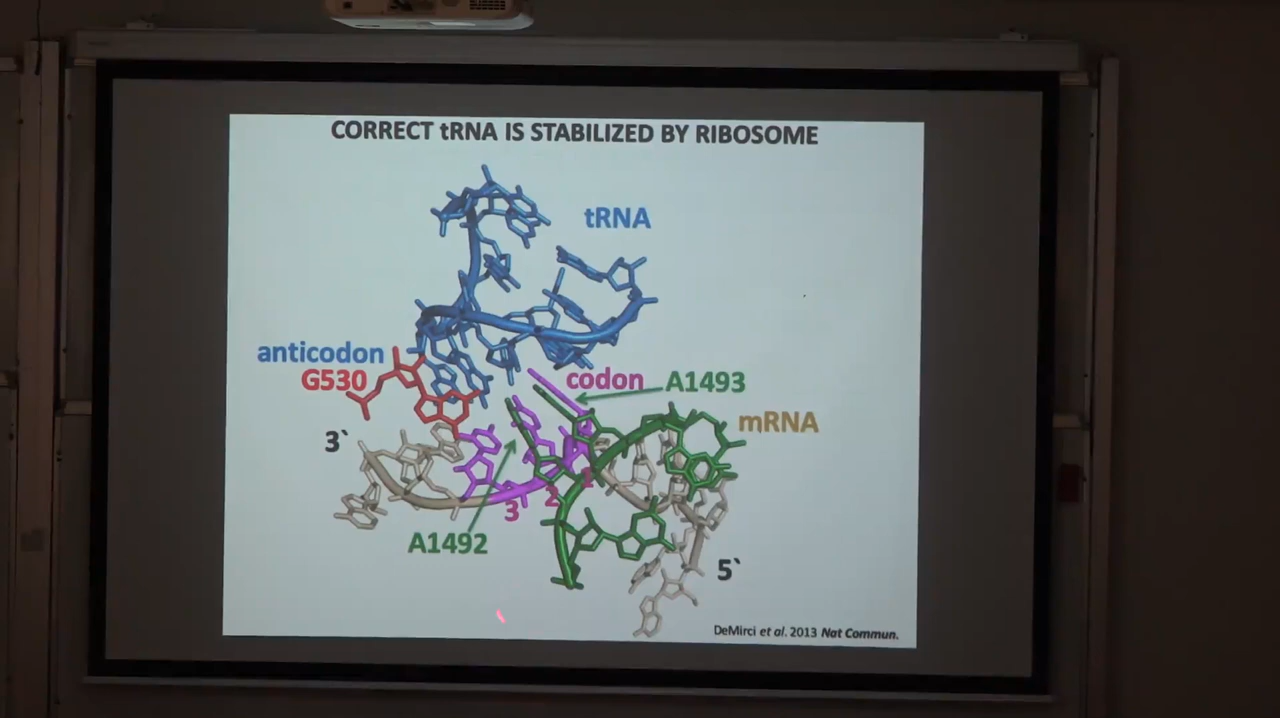 CORRECT tRNA IS STABILIZED BY RIBOSOME
tRNA
anticodon
G530
codon
A1493
mRNA
3`
1
2
3
A1492
5`
DeMirci et al. 2013 Nat Commun.